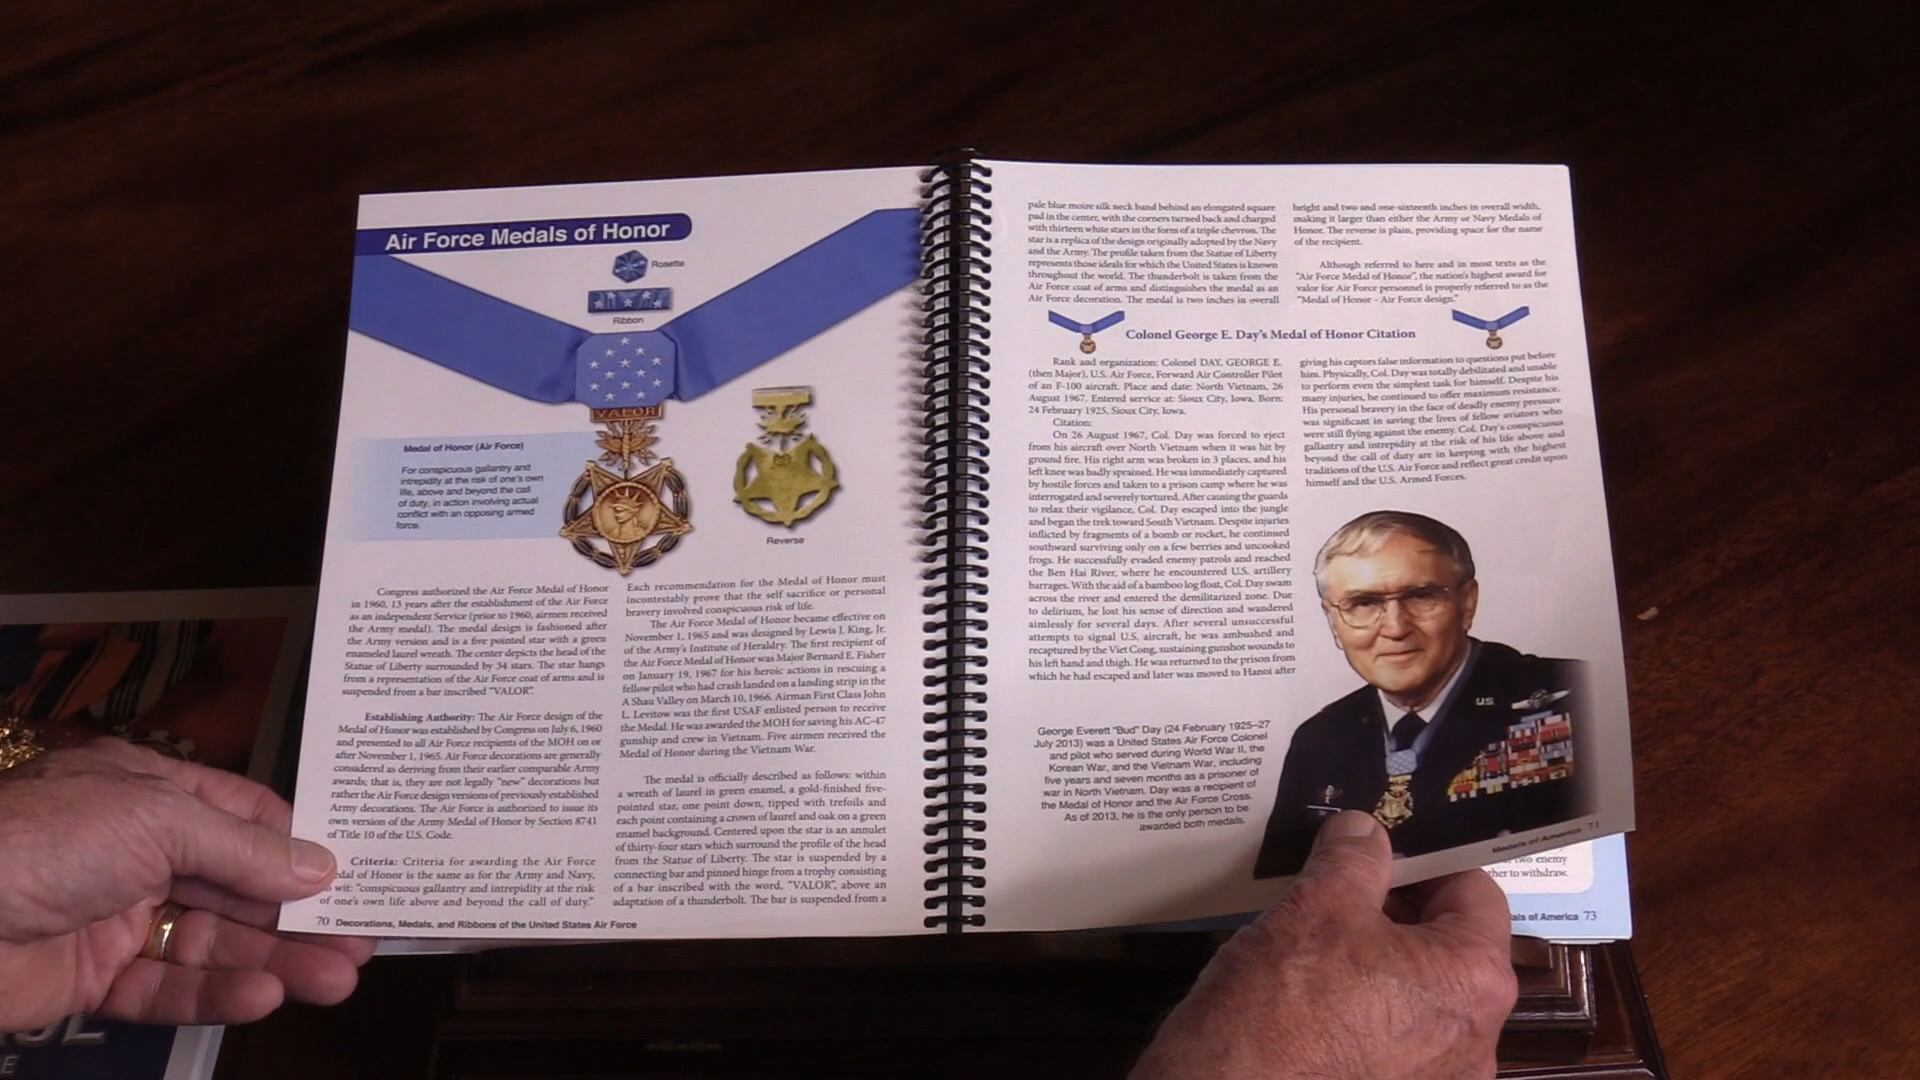 Air Force Medals of Honor
Rosette
Ribbon
VALOR
Medal of Honor (Air Force)
For conspicuous gallantry and
intrepidity at the risk of one's own
life, above and beyond the call
of duty, in action involving actual
conflict with an opposing armed
force.
Reverse
Congress authorized the Air Force Medal of Honor
in 1960, 13 years after the establishment of the Air Force
as an independent Service (prior to 1960, airmen received
the Army medal). The medal design is fashioned after
the Army version and is a five pointed star with a green
enameled laurel wreath. The center depicts the head of the
Statue of Liberty surrounded by 34 stars. The star hangs
from a representation of the Air Force coat of arms and is
suspended from a bar inscribed "VALOR".
Establishing Authority: The Air Force design of the
Medal of Honor was established by Congress on July 6, 1960
and presented to all Air Force recipients of the MOH on or
after November 1, 1965. Air Force decorations are generally
considered as deriving from their earlier comparable Army
awards; that is, they are not legally "new" decorations but
rather the Air Force design versions of previously established
Army decorations. The Air Force is authorized to issue its
own version of the Army Medal of Honor by Section 8741
of Title 10 of the U.S. Code.
Criteria: Criteria for awarding the Air Force
edal of Honor is the same as for the Army and Navy,
wit: "conspicuous gallantry and intrepidity at the risk
of one's own life above and beyond the call of duty."
Each recommendation for the Medal of Honor must
incontestably prove that the self sacrifice or personal
bravery involved conspicuous risk of life.
The Air Force Medal of Honor became effective on
November 1, 1965 and was designed by Lewis J. King, Jr.
of the Army's Institute of Heraldry. The first recipient of
the Air Force Medal of Honor was Major Bernard E. Fisher
on January 19, 1967 for his heroic actions in rescuing a
fellow pilot who had crash landed on a landing strip in the
A Shau Valley on March 10, 1966. Airman First Class John
L. Levitow was the first USAF enlisted person to receive
the Medal. He was awarded the MOH for saving his AC-47
gunship and crew in Vietnam. Five airmen received the
Medal of Honor during the Vietnam War.
The medal is officially described as follows: within
a wreath of laurel in green enamel, a gold-finished five-
pointed star, one point down, tipped with trefoils and
each point containing a crown of laurel and oak on a green
enamel background. Centered upon the star is an annulet
of thirty-four stars which surround the profile of the head
from the Statue of Liberty. The star is suspended by a
connecting bar and pinned hinge from a trophy consisting
of a bar inscribed with the word, "VALOR", above an
adaptation of a thunderbolt. The bar is suspended from a
70 Decorations, Medals, and Ribbons of the United States Air Force
pale blue moire silk neck band behind an elongated square
pad in the center, with the corners turned back and charged
with thirteen white stars in the form of a triple chevron. The
star is a replica of the design originally adopted by the Navy
and the Army. The profile taken from the Statue of Liberty
represents those ideals for which the United States is known
throughout the world. The thunderbolt is taken from the
Air Force coat of arms and distinguishes the medal as an
Air Force decoration. The medal is two inches in overall
height and two and one-sixteenth inches in overall width,
making it larger than either the Army or Navy Medals of
Honor. The reverse is plain, providing space for the name
of the recipient.
Although referred to here and in most texts as the
"Air Force Medal of Honor", the nation's highest award for
valor for Air Force personnel is properly referred to as the
"Medal of Honor - Air Force design."
Colonel George E. Day's Medal of Honor Citation
Rank and organization: Colonel DAY, GEORGE E.
(then Major), U.S. Air Force, Forward Air Controller Pilot
of an F-100 aircraft. Place and date: North Vietnam, 26
August 1967. Entered service at: Sioux City, Iowa. Born:
24 February 1925, Sioux City, Iowa.
Citation:
On 26 August 1967, Col. Day was forced to eject
from his aircraft over North Vietnam when it was hit by
ground fire. His right arm was broken in 3 places, and his
left knee was badly sprained. He was immediately captured
by hostile forces and taken to a prison camp where he was
interrogated and severely tortured. After causing the guards
to relax their vigilance, Col. Day escaped into the jungle
and began the trek toward South Vietnam. Despite injuries
inflicted by fragments of a bomb or rocket, he continued
southward surviving only on a few berries and uncooked
frogs. He successfully evaded enemy patrols and reached
the Ben Hai River, where he encountered U.S. artillery
barrages. With the aid of a bamboo log float, Col. Day swam
across the river and entered the demilitarized zone. Due
to delirium, he lost his sense of direction and wandered
aimlessly for several days. After several unsuccessful
attempts to signal U.S. aircraft, he was ambushed and
recaptured by the Viet Cong, sustaining gunshot wounds to
his left hand and thigh. He was returned to the prison from
which he had escaped and later was moved to Hanoi after
giving his captors false information to questions put before
him. Physically, Col. Day was totally debilitated and unable
to perform even the simplest task for himself. Despite his
many injuries, he continued to offer maximum resistance.
His personal bravery in the face of deadly enemy pressure
was significant in saving the lives of fellow aviators who
were still flying against the enemy. Col. Day's conspicuous
gallantry and intrepidity at the risk of his life above and
beyond the call of duty are in keeping with the highest
traditions of the U.S. Air Force and reflect great credit upon
himself and the U.S. Armed Forces.
George Everett "Bud" Day (24 February 1925–27
July 2013) was a United States Air Force Colonel
and pilot who served during World War II, the
Korean War, and the Vietnam War, including
five years and seven months as a prisoner of
war in North Vietnam. Day was a recipient of
the Medal of Honor and the Air Force Cross.
As of 2013, he is the only person to be
awarded both medals.
U.S.
Medals of America 71
two enemy
ther to withdraw.
als of America 73